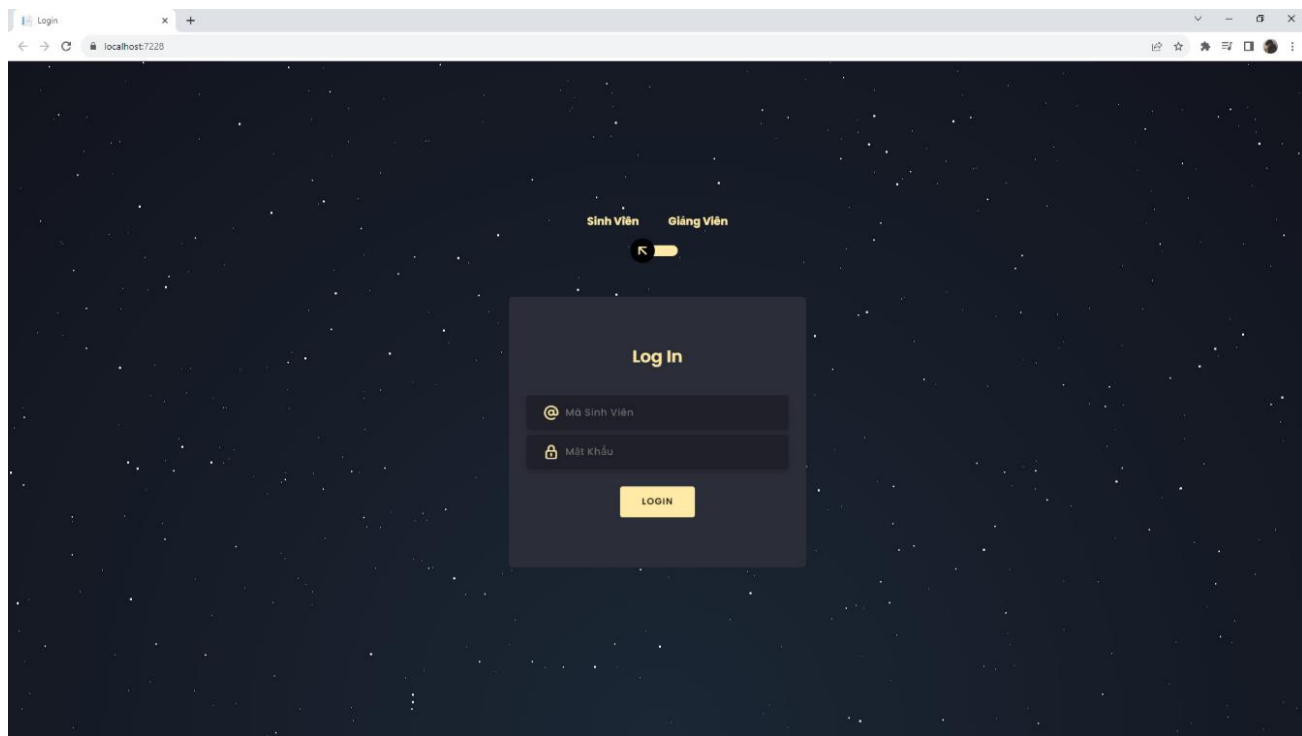 Login
localhost:7228
Sinh Viên Giảng Viên
Log In
Mã Sinh Viên
Mật Khẩu
LOGIN